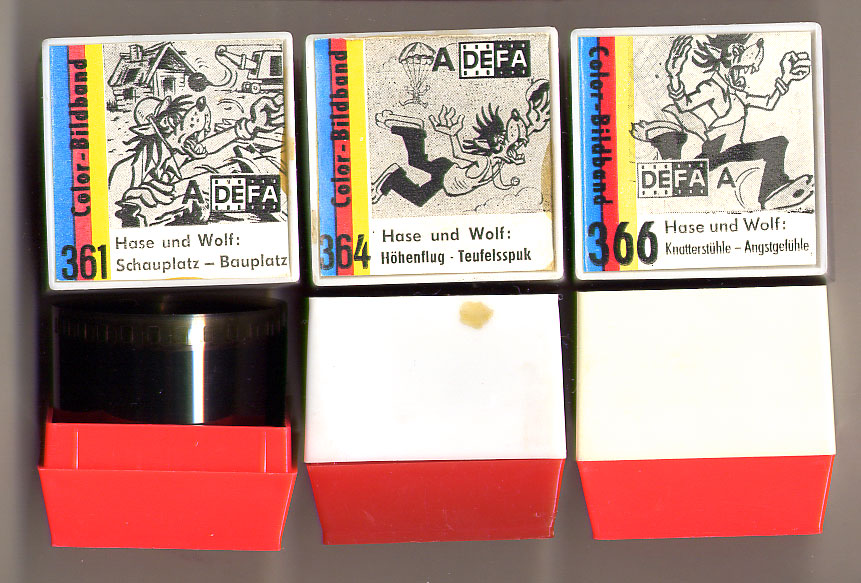 Color-Bildband
A DEFA
361
Hase und Wolf:
Schauplatz – Bauplatz
Color-Bildband
A DEFA
364
Hase und Wolf:
Höhenflug - Teufelsspuk
Color-Bildband
DEFA A
366
Hase und Wolf:
Knatterstühle – Angstgefühle